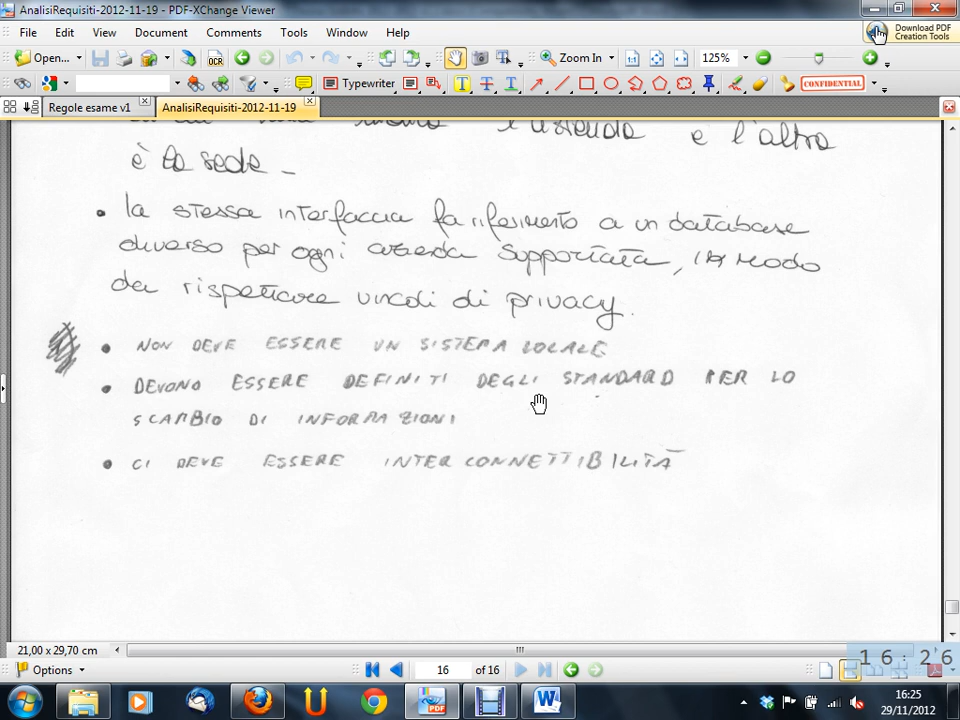 AnalisiRequisiti-2012-11-19 - PDF-XChange Viewer
File Edit View Document Comments Tools Window Help
Download PDF
Creation Tools
Open... OCR Zoom In 125%
Typewriter CONFIDENTIAL
Regole esame v1 AnalisiRequisiti-2012-11-19
l'azienda e l'altra
è la sede -
• la stessa interfaccia fa riferimento a un database
diverso per ogni azienda supportata, in modo
da rispettare vincoli di privacy.
• NON DEVE ESSERE UN SISTEMA LOCALE
• DEVONO ESSERE DEFINITI DEGLI STANDARD PER LO
SCAMBIO DI INFORMAZIONI
• CI DEVE ESSERE INTERCONNETTIBILITÀ
21,00 x 29,70 cm
Options 16 of 16
16:26
16:25
29/11/2012